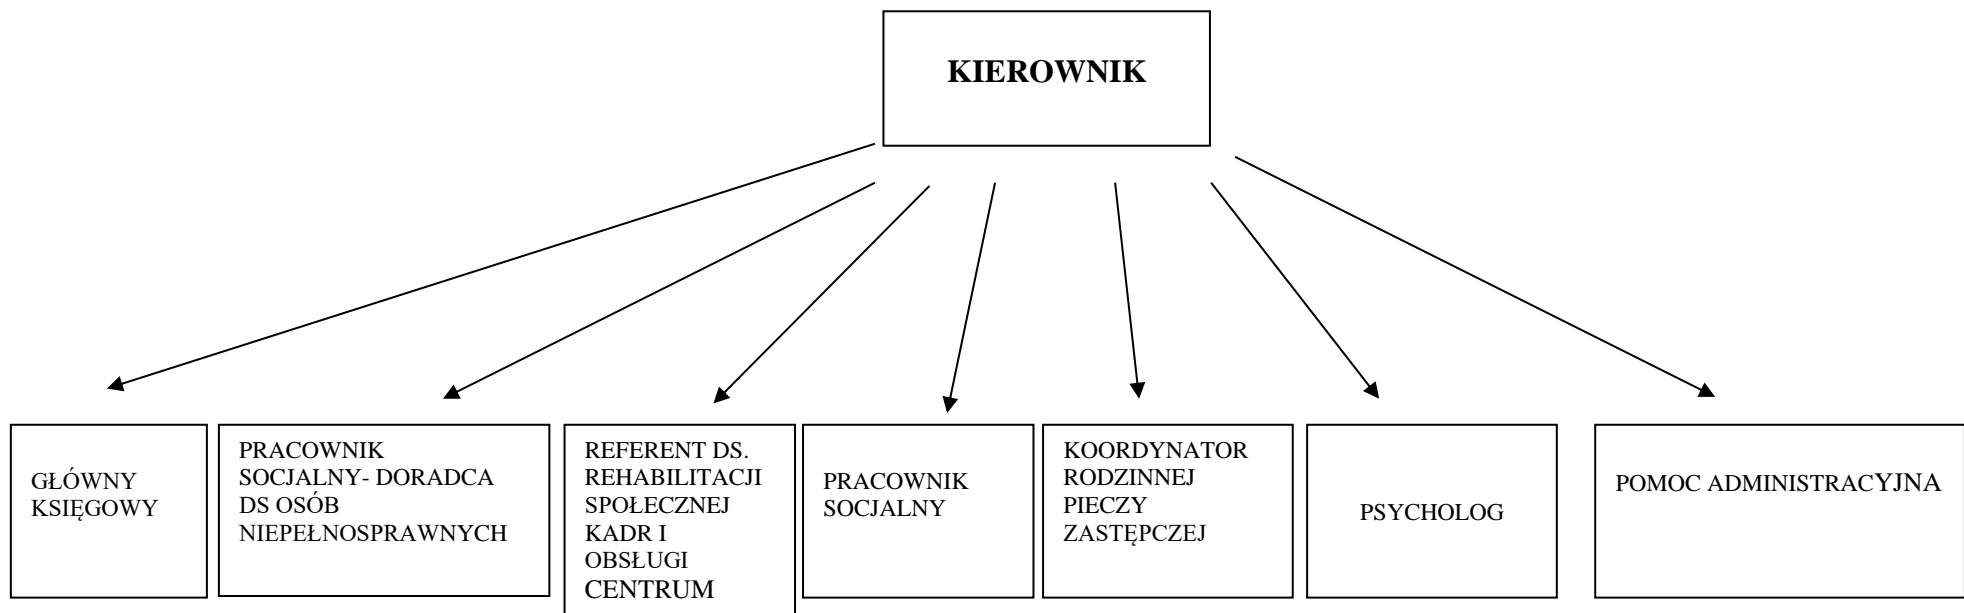 KIEROWNIK
GŁÓWNY
KSIĘGOWY
PRACOWNIK
SOCJALNY- DORADCA
DS OSÓB
NIEPEŁNOSPRAWNYCH
REFERENT DS.
REHABILITACJI
SPOŁECZNEJ
KADR I
OBSŁUGI
CENTRUM
PRACOWNIK
SOCJALNY
KOORDYNATOR
RODZINNEJ
PIECZY
ZASTĘPCZEJ
PSYCHOLOG
POMOC ADMINISTRACYJNA